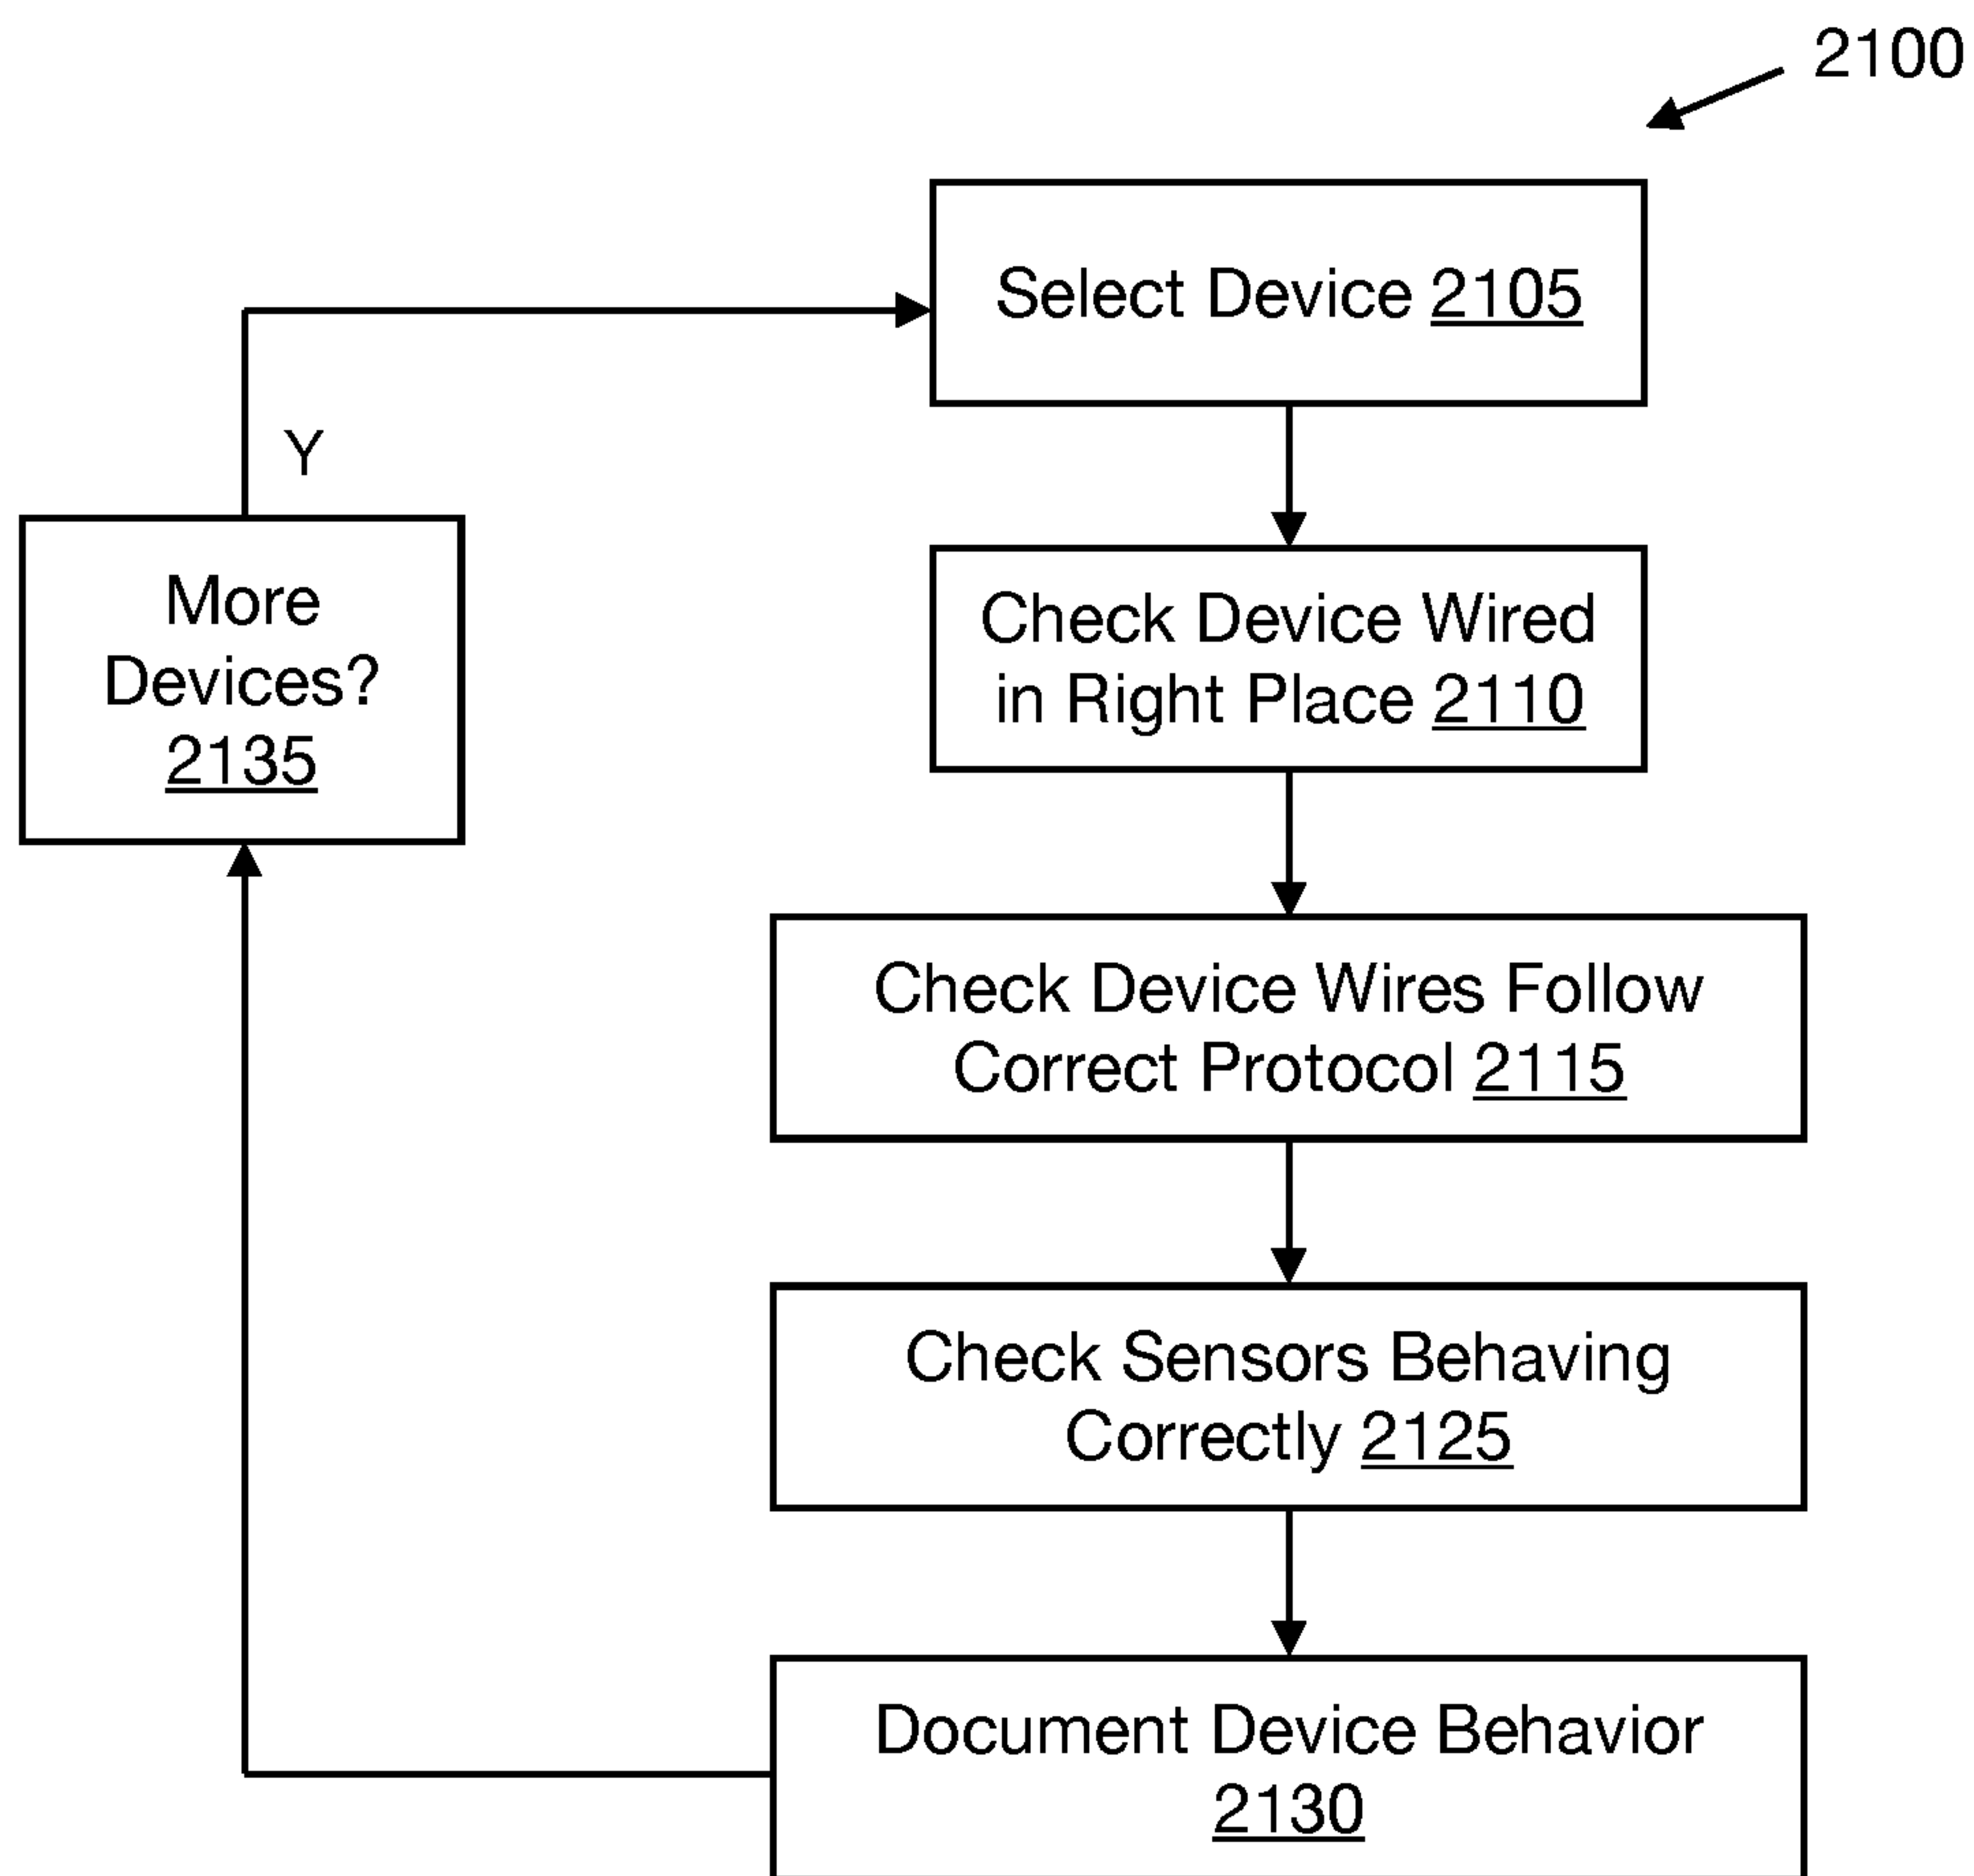 2100
Select Device 2105
Y
More
Devices?
2135
Check Device Wired
in Right Place 2110
Check Device Wires Follow
Correct Protocol 2115
Check Sensors Behaving
Correctly 2125
Document Device Behavior
2130